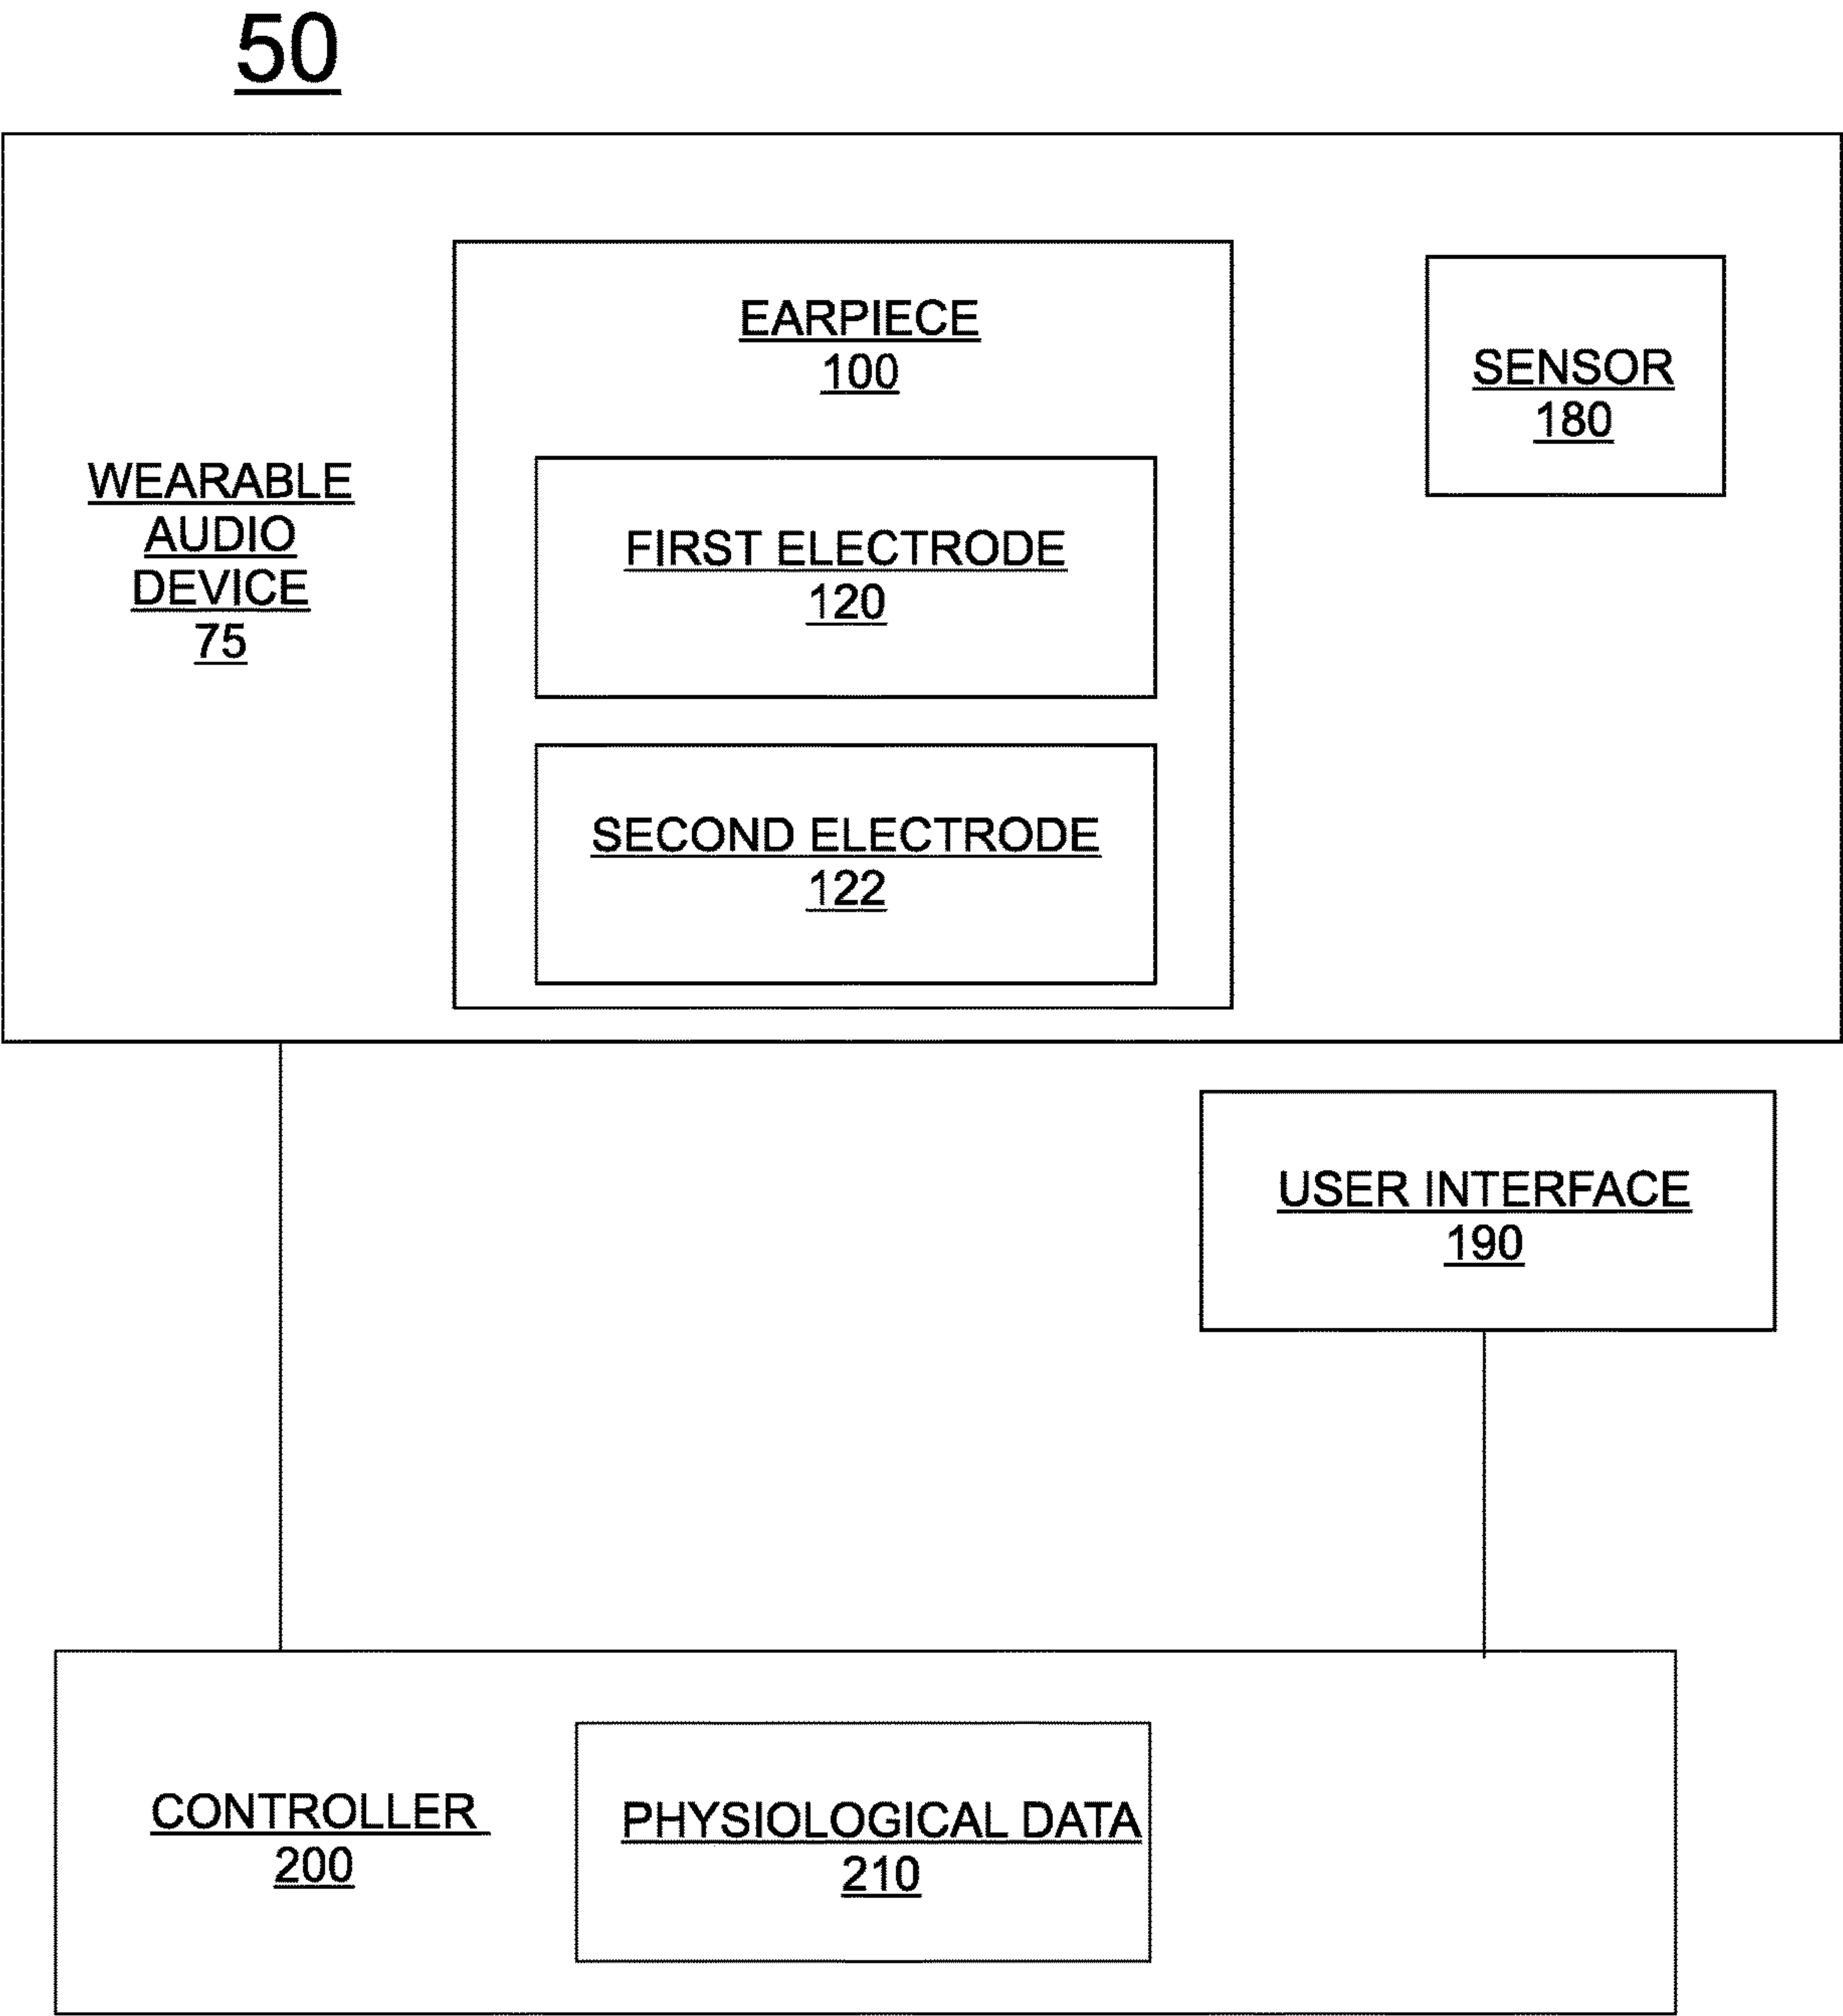 50
EARPIECE
100
SENSOR
180
WEARABLE
AUDIO
DEVICE
75
FIRST ELECTRODE
120
SECOND ELECTRODE
122
USER INTERFACE
190
CONTROLLER
200
PHYSIOLOGICAL DATA
210